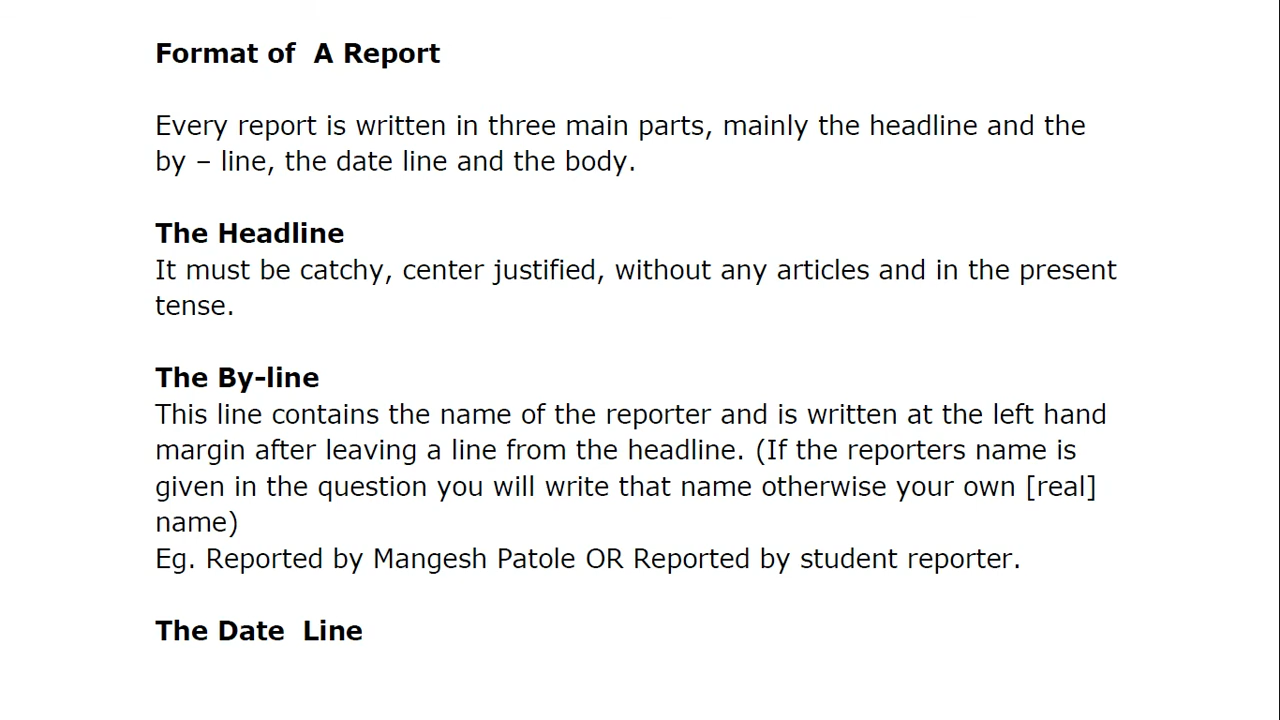 Format of  A Report
Every report is written in three main parts, mainly the headline and the
by – line, the date line and the body.
The Headline
It must be catchy, center justified, without any articles and in the present
tense.
The By-line
This line contains the name of the reporter and is written at the left hand
margin after leaving a line from the headline. (If the reporters name is
given in the question you will write that name otherwise your own [real]
name)
Eg. Reported by Mangesh Patole OR Reported by student reporter.
The Date  Line